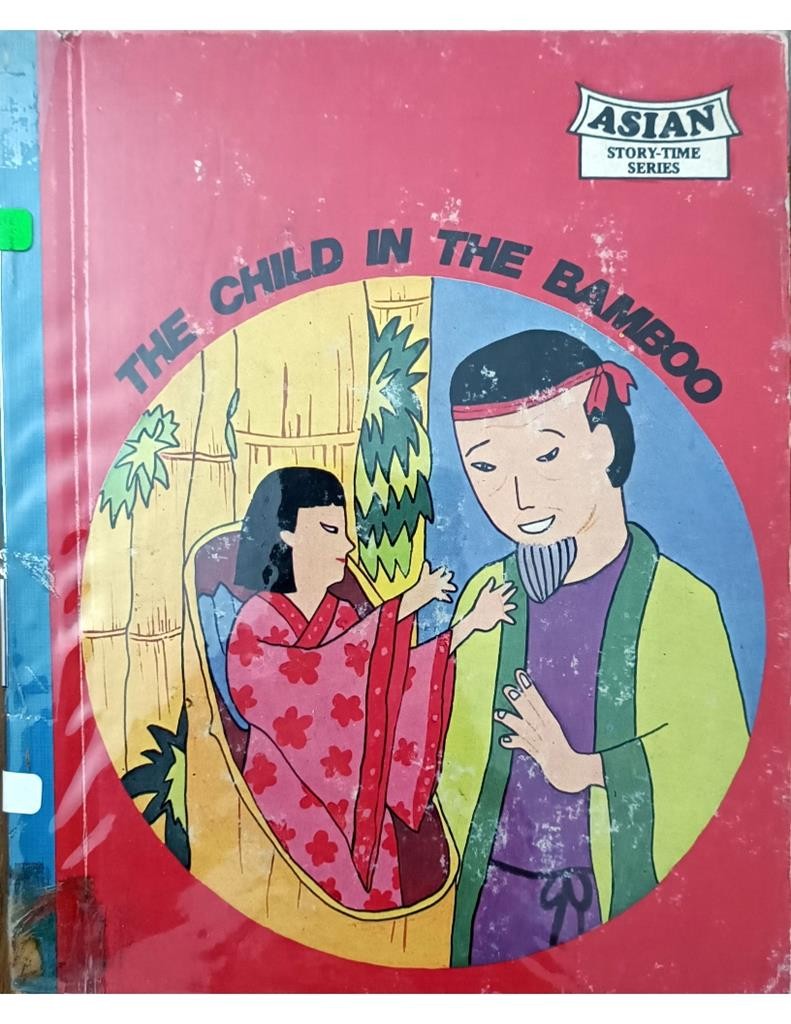 ASIAN
STORY-TIME
SERIES
THE CHILD IN THE BAMBOO